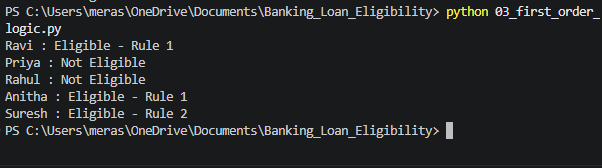 PS C:\Users\meras\OneDrive\Documents\Banking_Loan_Eligibility> python 03_first_order_
logic.py
Ravi : Eligible - Rule 1
Priya : Not Eligible
Rahul : Not Eligible
Anitha : Eligible - Rule 1
Suresh : Eligible - Rule 2
PS C:\Users\meras\OneDrive\Documents\Banking_Loan_Eligibility>